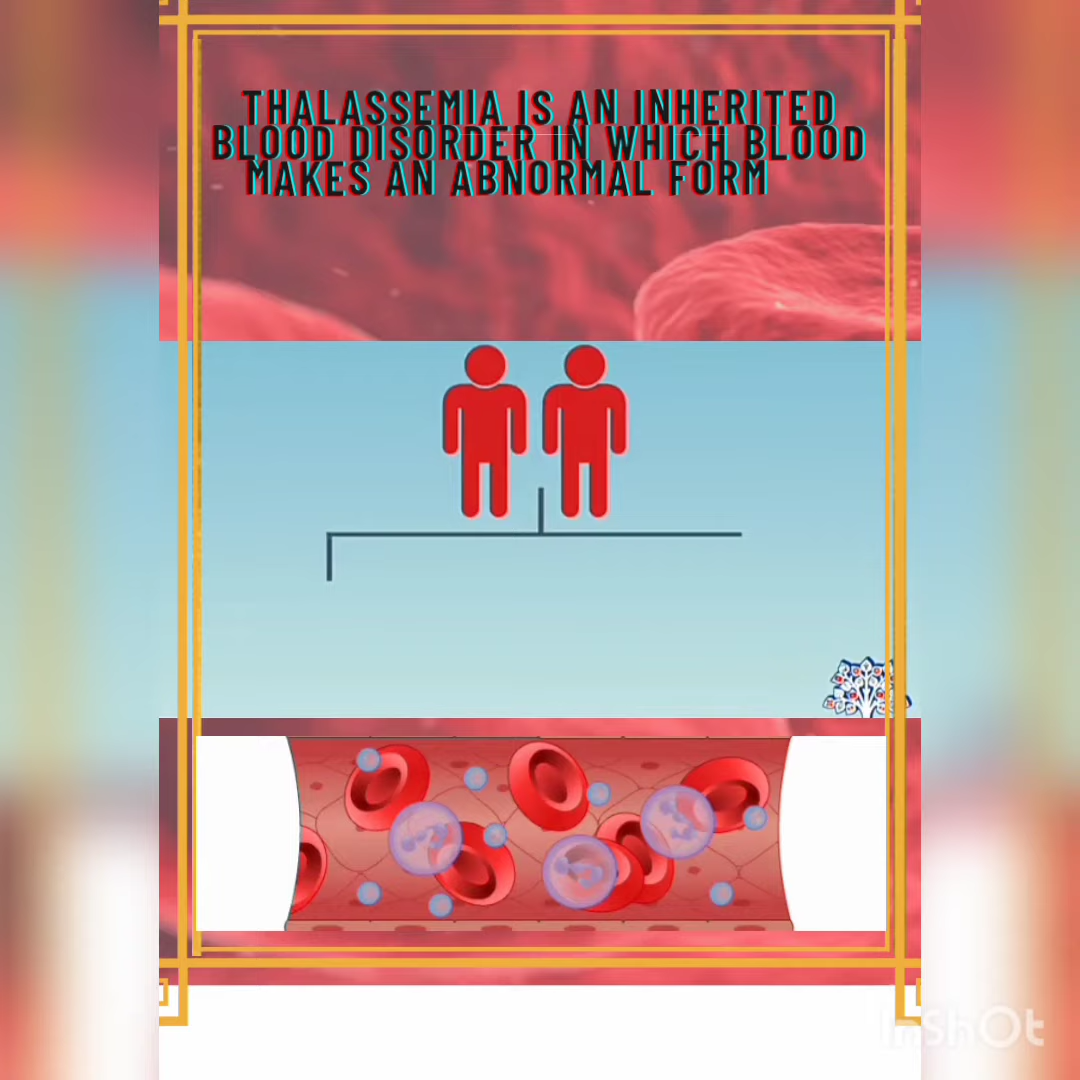 THALASSEMIA IS AN INHERITED
BLOOD DISORDER IN WHICH BLOOD
MAKES AN ABNORMAL FORM
InShOt